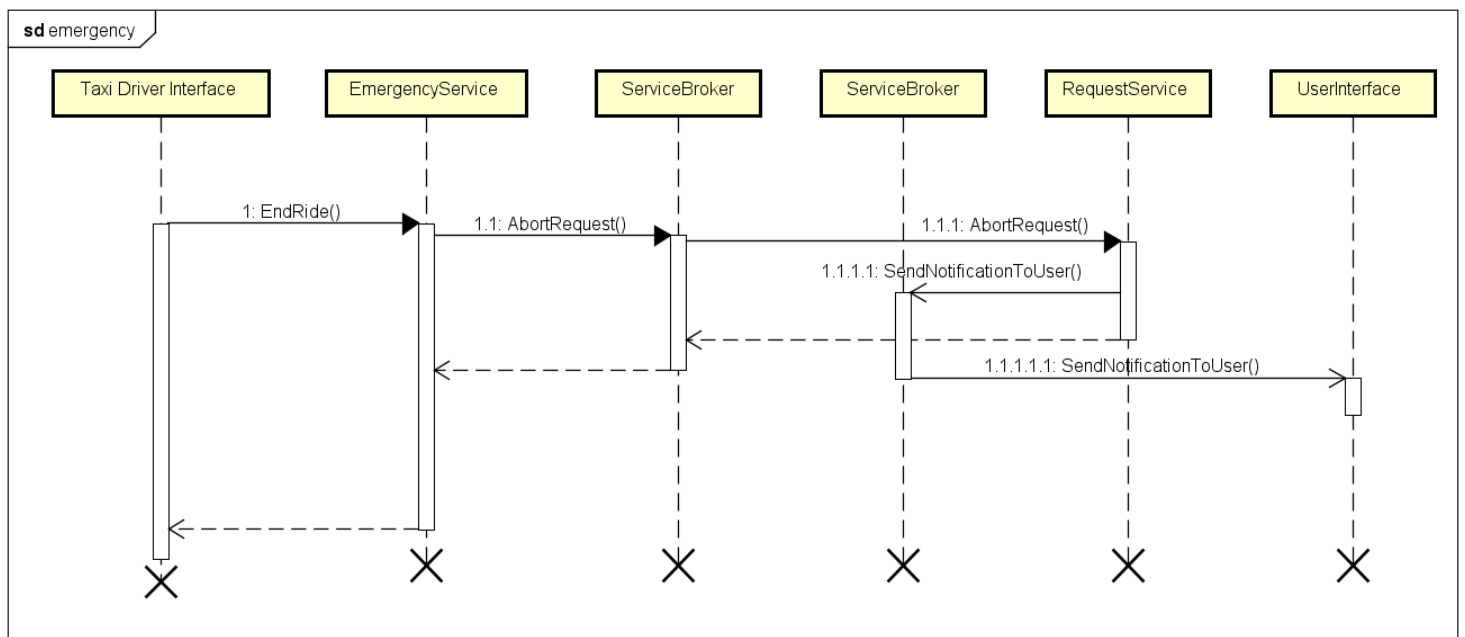 sd emergency
Taxi Driver Interface
EmergencyService
ServiceBroker
ServiceBroker
RequestService
UserInterface
1: EndRide()
1.1: AbortRequest()
1.1.1: AbortRequest()
1.1.1.1: SendNotificationToUser()
1.1.1.1.1: SendNotificationToUser()